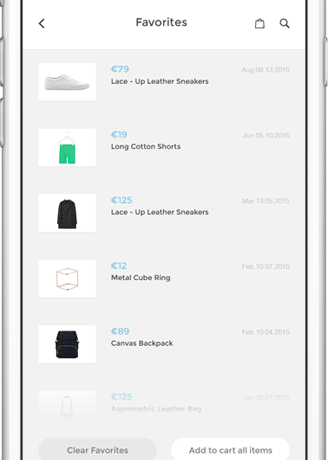 Favorites
€79
Aug 08.13 2015
Lace - Up Leather Sneakers
€19
Jun 06.10 2015
Long Cotton Shorts
€125
Mar 13.05 2015
Lace - Up Leather Sneakers
€12
Feb 10.07 2015
Metal Cube Ring
€89
Feb 10.04 2015
Canvas Backpack
€125
Jan 10.07 2015
Asymetric Leather Bag
Clear Favorites
Add to cart all items